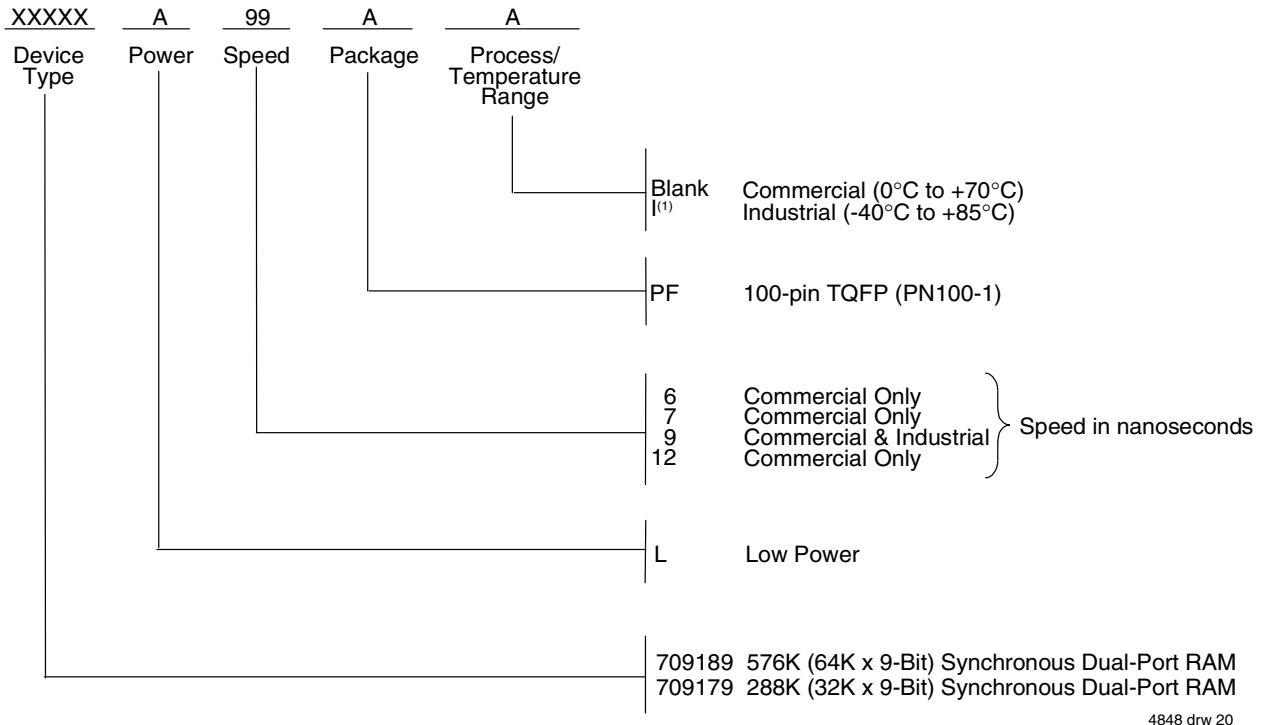 XXXXX A 99 A A
Device Type Power Speed Package Process/ Temperature Range
Blank Commercial (0°C to +70°C)
I(1) Industrial (-40°C to +85°C)
PF 100-pin TQFP (PN100-1)
6 Commercial Only
7 Commercial Only
9 Commercial & Industrial
12 Commercial Only
Speed in nanoseconds
L Low Power
709189 576K (64K x 9-Bit) Synchronous Dual-Port RAM
709179 288K (32K x 9-Bit) Synchronous Dual-Port RAM
4848 drw 20